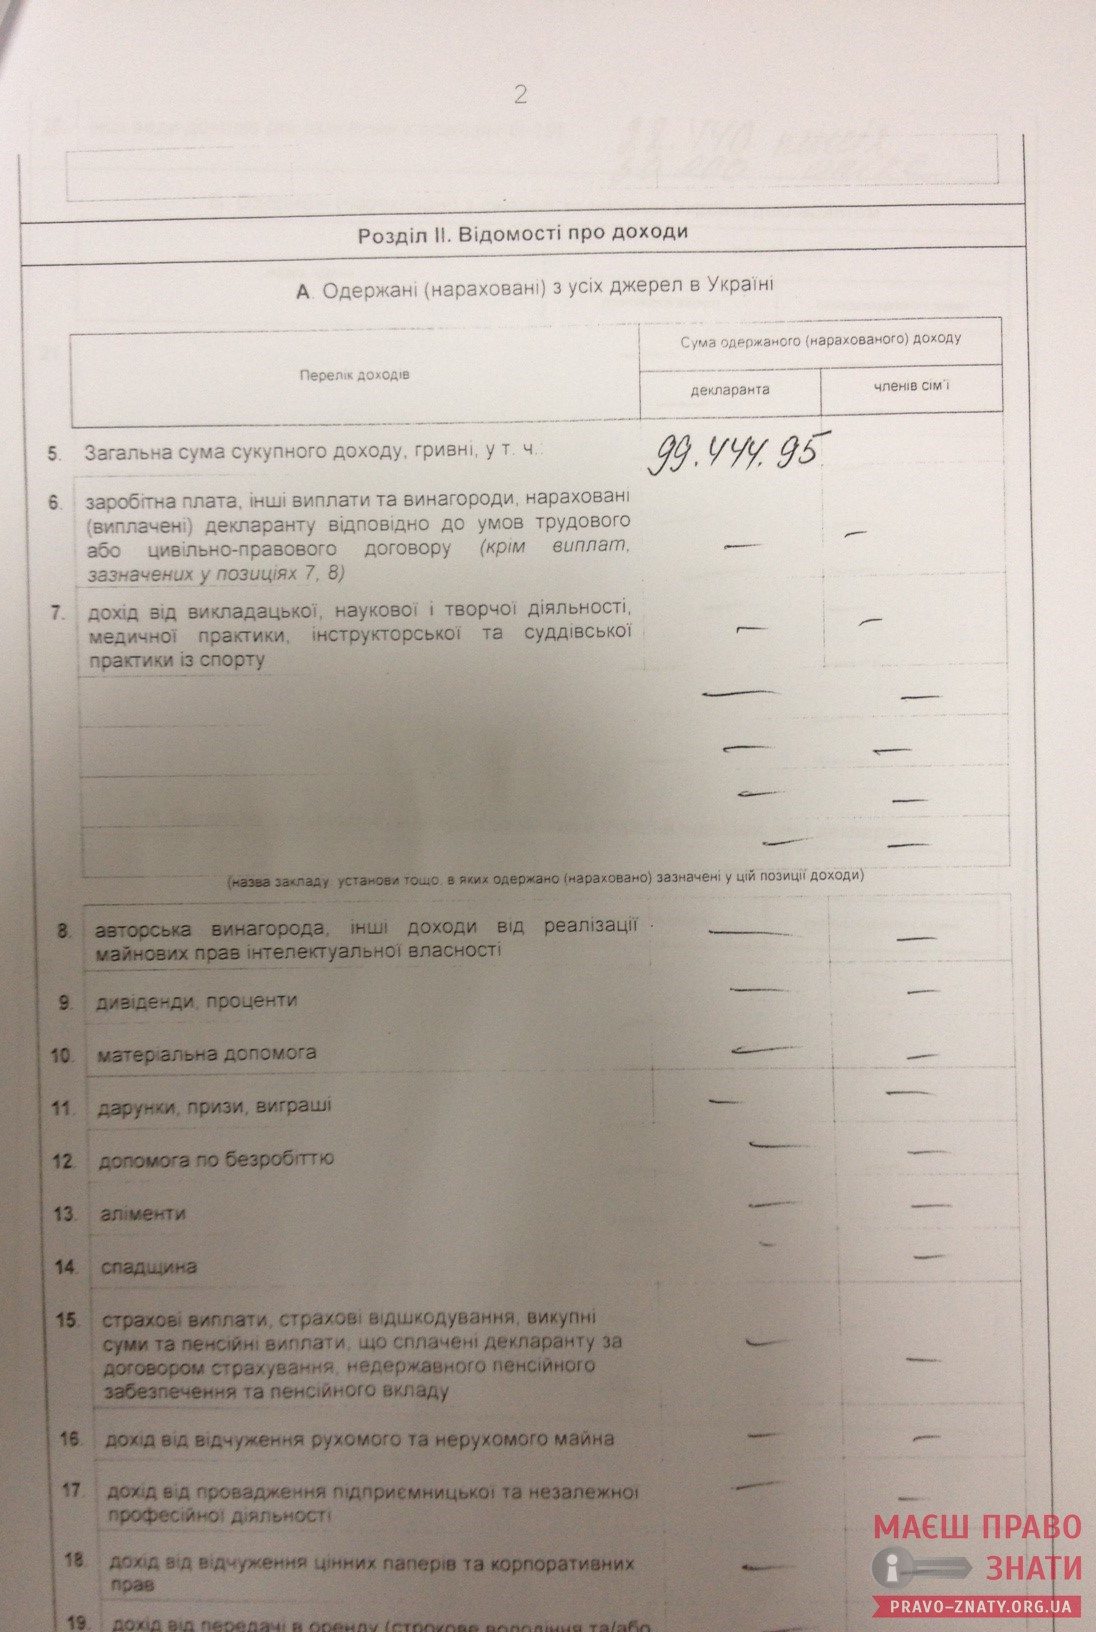 2
Розділ II. Відомості про доходи
А. Одержані (нараховані) з усіх джерел в Україні
Перелік доходів
Сума одержаного (нарахованого) доходу
декларанта
членів сім'ї
5. Загальна сума сукупного доходу, гривні, у т. ч.:
99.444.95
6. заробітна плата, інші виплати та винагороди, нараховані
(виплачені) декларанту відповідно до умов трудового
або цивільно-правового договору (крім виплат,
зазначених у позиціях 7, 8)
— —
7. дохід від викладацької, наукової і творчої діяльності,
медичної практики, інструкторської та суддівської
практики із спорту
— —
— —
— —
— —
— —
(назва закладу, установи тощо, в яких одержано (нараховано) зазначені у цій позиції доходи)
8. авторська винагорода, інші доходи від реалізації
майнових прав інтелектуальної власності
— —
9. дивіденди, проценти — —
10. матеріальна допомога — —
11. дарунки, призи, виграші — —
12. допомога по безробіттю — —
13. аліменти — —
14. спадщина — —
15. страхові виплати, страхові відшкодування, викупні
суми та пенсійні виплати, що сплачені декларанту за
договором страхування, недержавного пенсійного
забезпечення та пенсійного вкладу
— —
16. дохід від відчуження рухомого та нерухомого майна — —
17. дохід від провадження підприємницької та незалежної
професійної діяльності
— —
18. дохід від відчуження цінних паперів та корпоративних
прав
—
19. дохід від передачі в оренду (строкове володіння та/або
МАЄШ ПРАВО
ЗНАТИ
PRAVO-ZNATY.ORG.UA